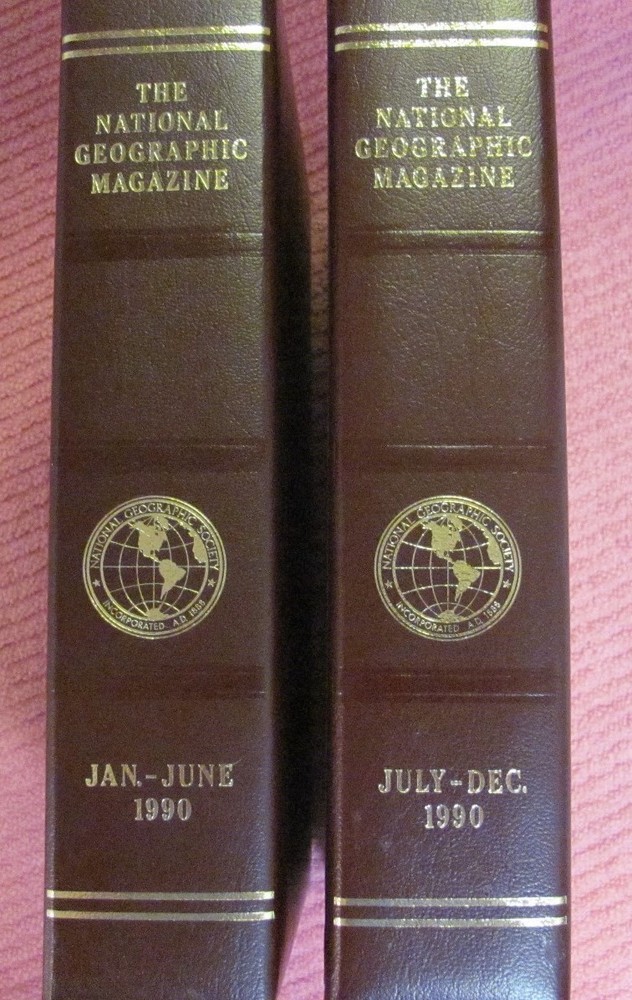 THE
NATIONAL
GEOGRAPHIC
MAGAZINE
NATIONAL GEOGRAPHIC SOCIETY
INCORPORATED A.D. 1888
JAN.-JUNE
1990
THE
NATIONAL
GEOGRAPHIC
MAGAZINE
NATIONAL GEOGRAPHIC SOCIETY
INCORPORATED A.D. 1888
JULY-DEC.
1990